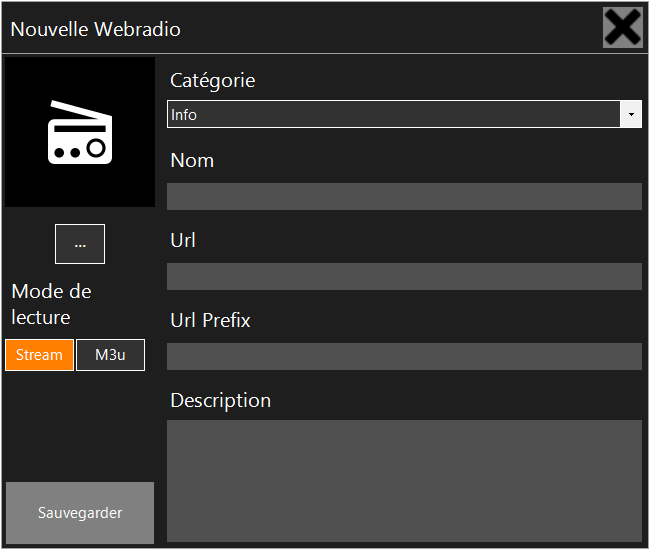 Nouvelle Webradio
Catégorie
Info
Nom
...
Url
Mode de
lecture
Url Prefix
Stream
M3u
Description
Sauvegarder